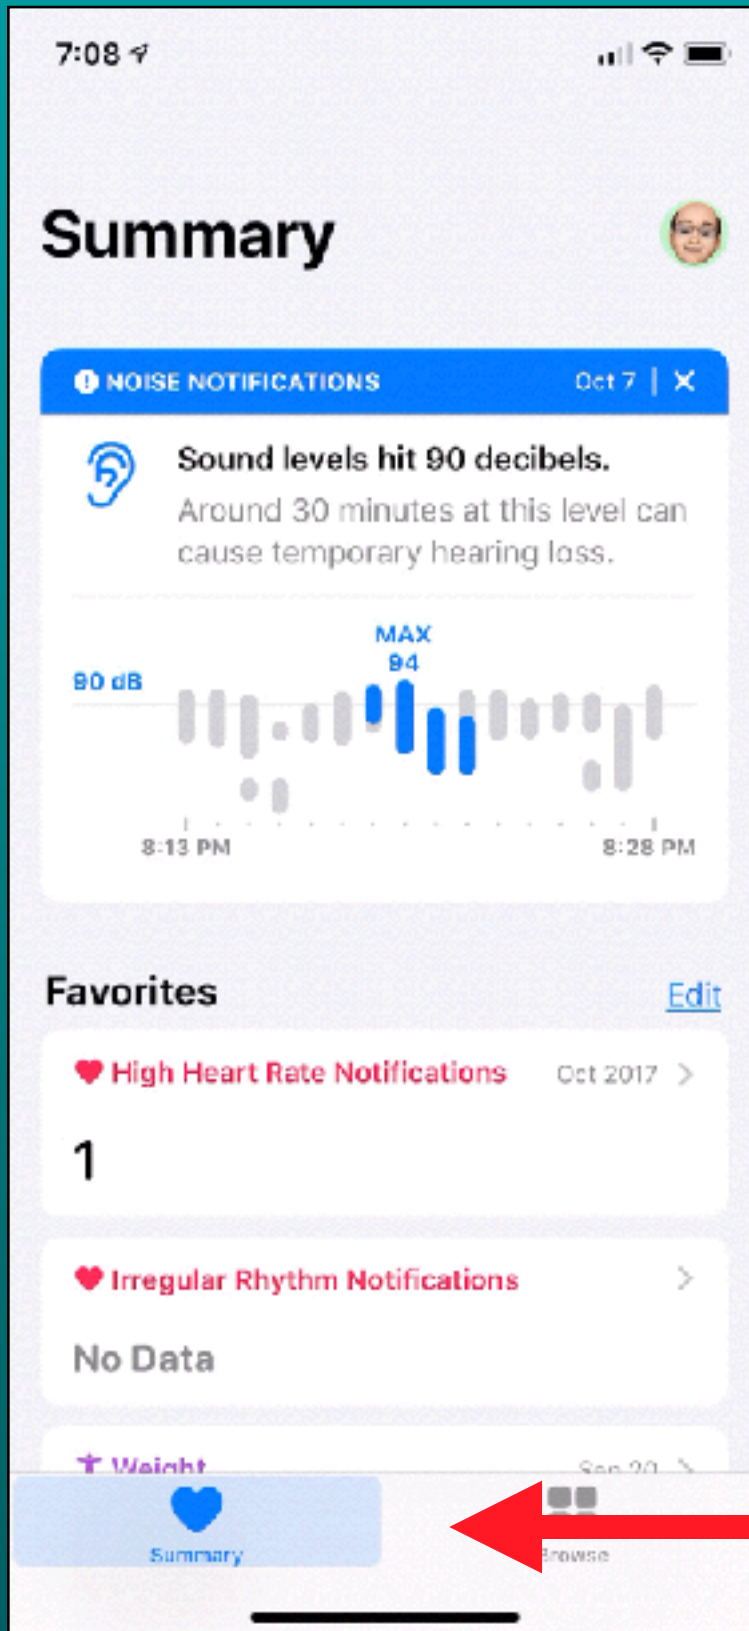 7:08
Summary
NOISE NOTIFICATIONS Oct 7 | ✕
Sound levels hit 90 decibels.
Around 30 minutes at this level can
cause temporary hearing loss.
MAX
94
90 dB
8:13 PM 8:28 PM
Favorites Edit
High Heart Rate Notifications Oct 2017 >
1
Irregular Rhythm Notifications >
No Data
Weight Sep 20 >
Summary Browse